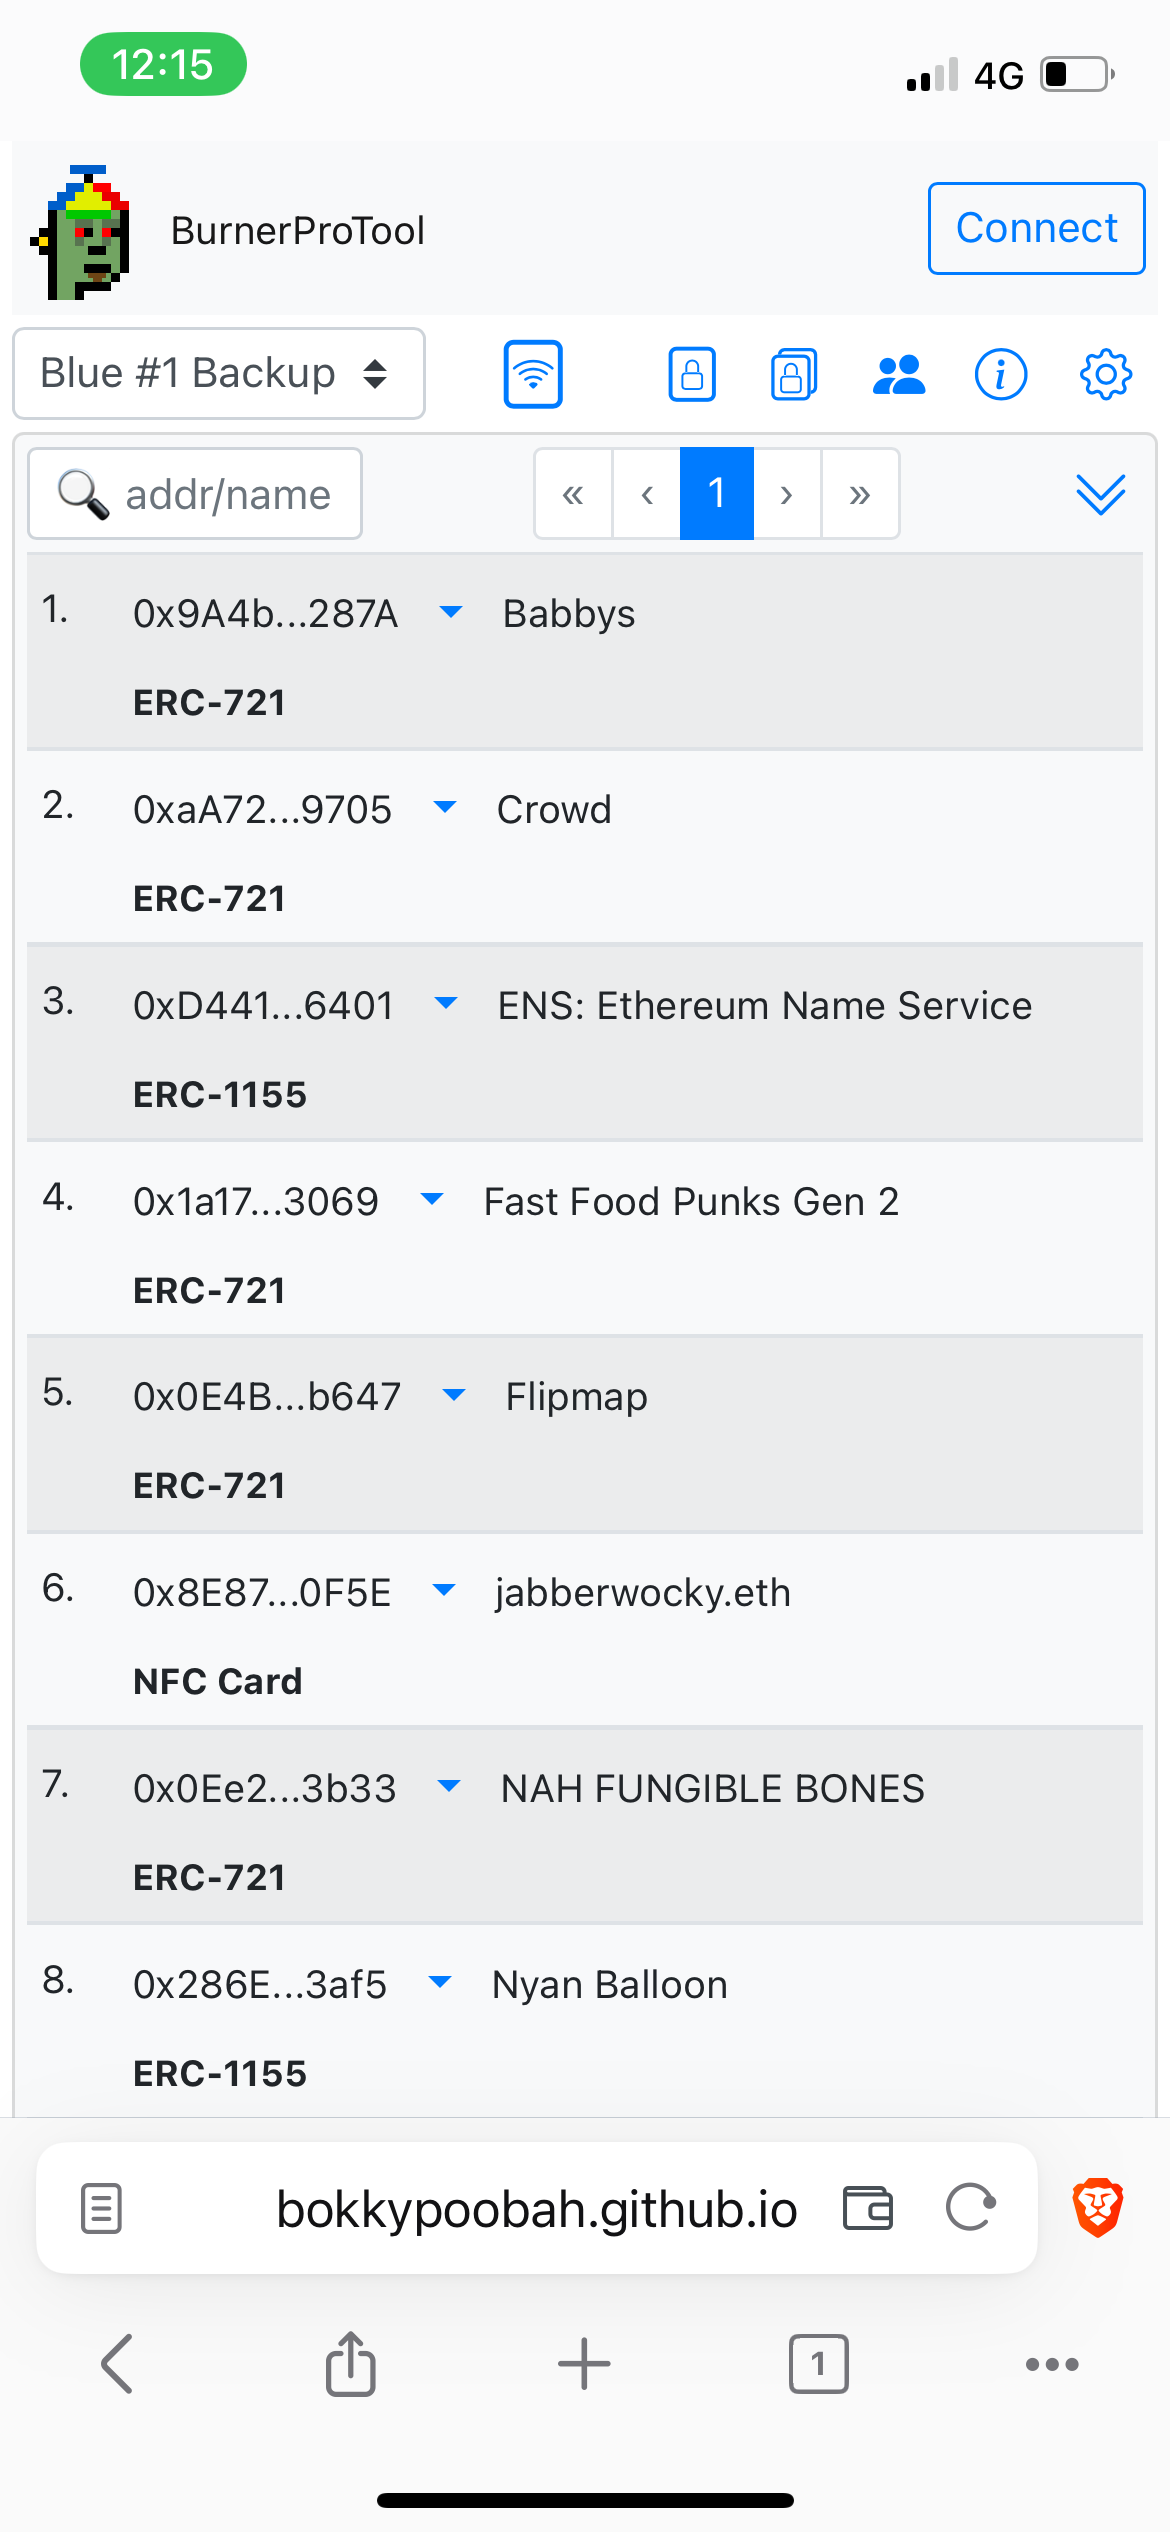 12:15
4G
BurnerProTool
Connect
Blue #1 Backup
addr/name
« ‹ 1 › »
1. 0x9A4b...287A Babbys
ERC-721
2. 0xaA72...9705 Crowd
ERC-721
3. 0xD441...6401 ENS: Ethereum Name Service
ERC-1155
4. 0x1a17...3069 Fast Food Punks Gen 2
ERC-721
5. 0x0E4B...b647 Flipmap
ERC-721
6. 0x8E87...0F5E jabberwocky.eth
NFC Card
7. 0x0Ee2...3b33 NAH FUNGIBLE BONES
ERC-721
8. 0x286E...3af5 Nyan Balloon
ERC-1155
bokkypoobah.github.io
1